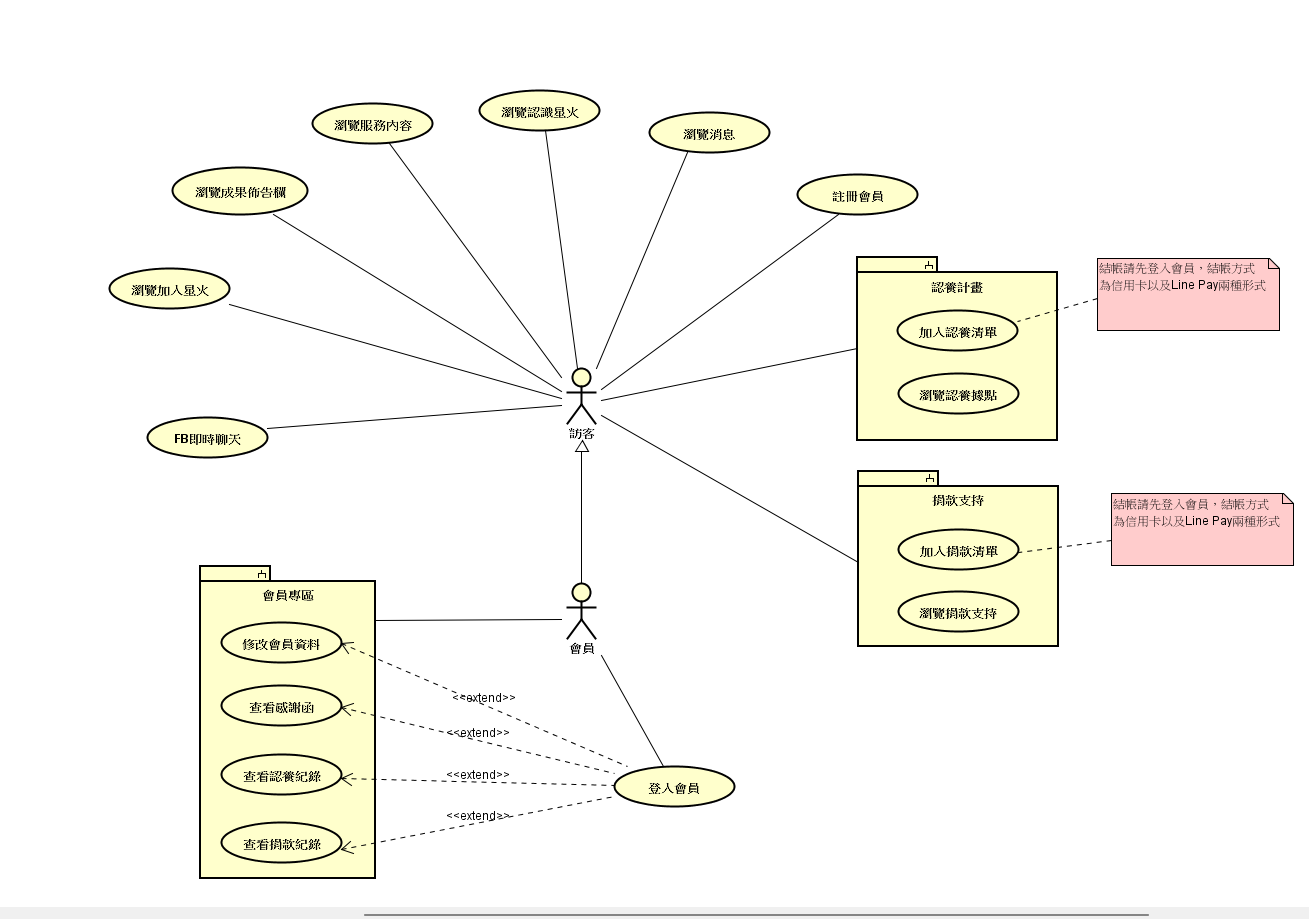 瀏覽認識星火
瀏覽服務內容
瀏覽消息
瀏覽成果佈告欄
註冊會員
瀏覽加入星火
認養計畫
加入認養清單
瀏覽認養據點
結帳請先登入會員，結帳方式
為信用卡以及Line Pay兩種形式
FB即時聊天
訪客
捐款支持
加入捐款清單
瀏覽捐款支持
結帳請先登入會員，結帳方式
為信用卡以及Line Pay兩種形式
會員專區
修改會員資料
查看感謝函
查看認養紀錄
查看捐款紀錄
會員
<<extend>>
<<extend>>
<<extend>>
<<extend>>
登入會員